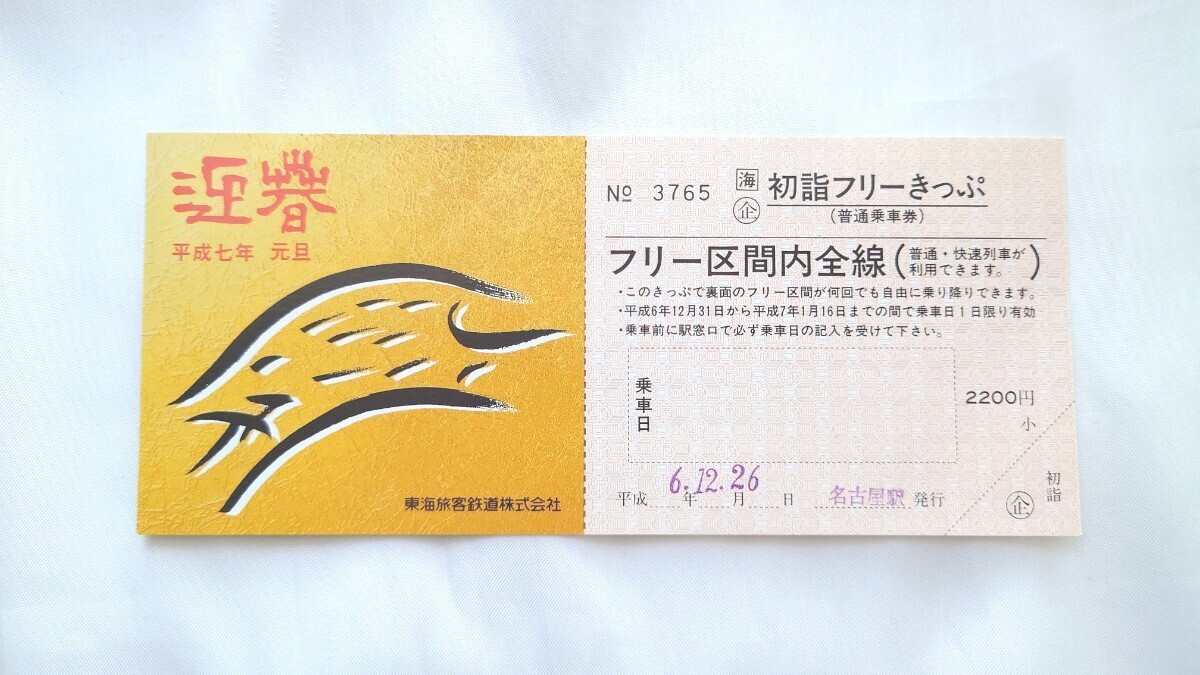 迎春
平成七年 元旦
東海旅客鉄道株式会社
№ 3765 海 企 初詣フリーきっぷ
(普通乗車券)
フリー区間内全線(普通・快速列車が利用できます。)
・このきっぷで裏面のフリー区間が何回でも自由に乗り降りできます。
・平成6年12月31日から平成7年1月16日までの間で乗車日1日限り有効
・乗車前に駅窓口で必ず乗車日の記入を受けて下さい。
乗車日
2200円
小
平成 6.12.26 年 月 日 名古屋駅 発行
初詣
企